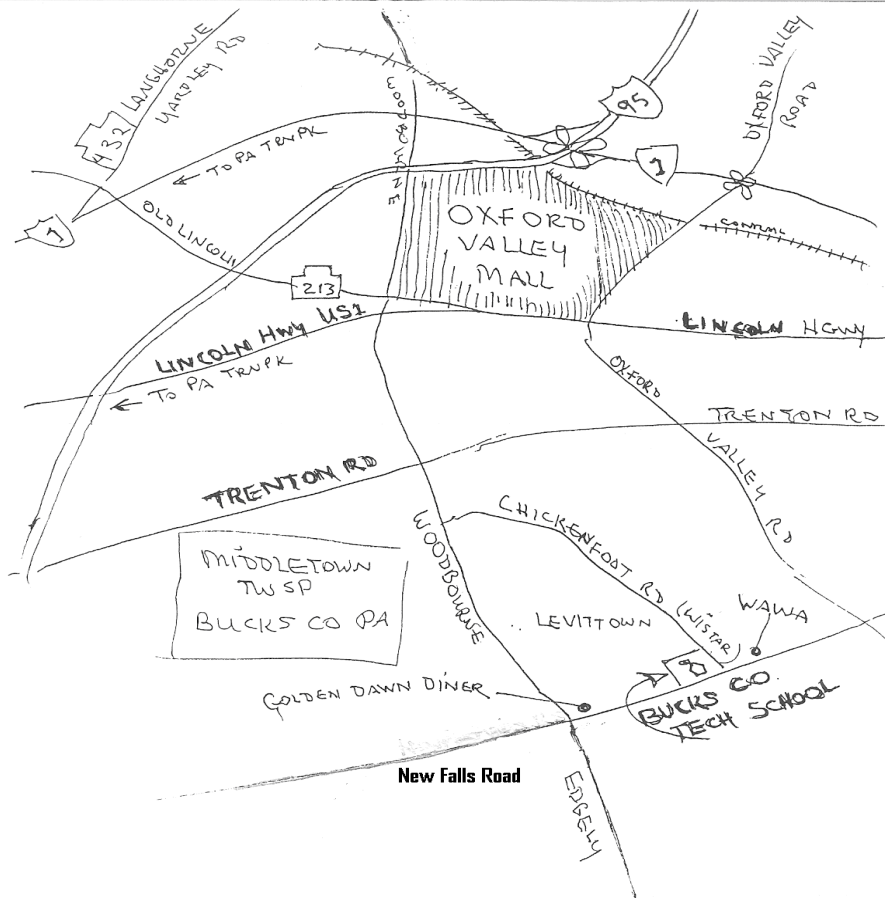 LANGHORNE
YARDLEY RD
432
WOODBOURNE
95
OXFORD VALLEY
ROAD
← TO PA TRNPK
1
1
OLD LINCOLN
OXFORD
VALLEY
MALL
CONTRAIL
213
LINCOLN HWY US1
← TO PA TRNPK
LINCOLN HGWY
OXFORD
VALLEY
RD
TRENTON RD
TRENTON RD
CHICKENFOOT RD (WISTAR
WOODBOURNE
MIDDLETOWN
TWSP
BUCKS CO PA
LEVITTOWN
WAWA
GOLDEN DAWN DINER
BUCKS CO.
TECH SCHOOL
New Falls Road
EDGELY